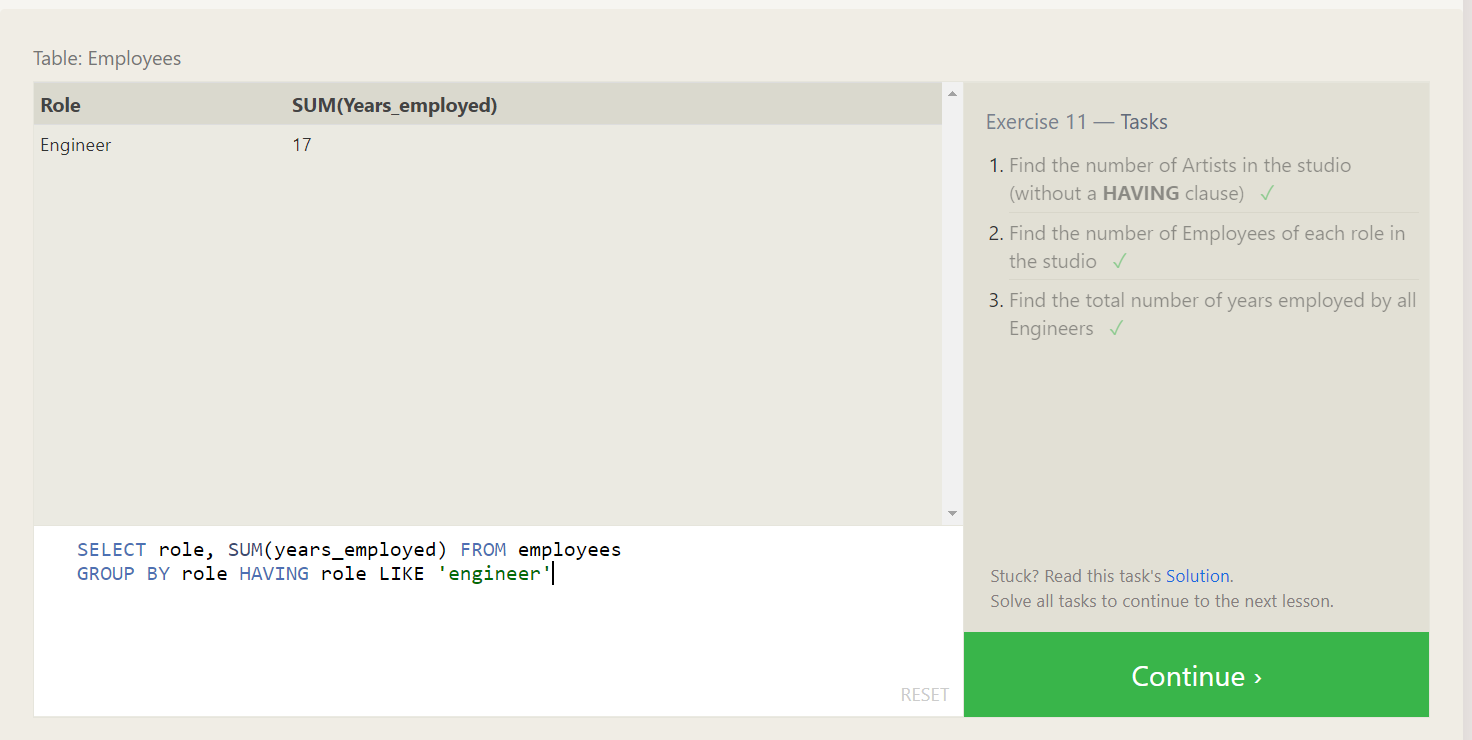 Table: Employees
Role SUM(Years_employed)
Engineer 17
Exercise 11 — Tasks
1. Find the number of Artists in the studio
(without a HAVING clause) ✓
2. Find the number of Employees of each role in
the studio ✓
3. Find the total number of years employed by all
Engineers ✓
SELECT role, SUM(years_employed) FROM employees
GROUP BY role HAVING role LIKE 'engineer'
RESET
Stuck? Read this task's Solution.
Solve all tasks to continue to the next lesson.
Continue ›